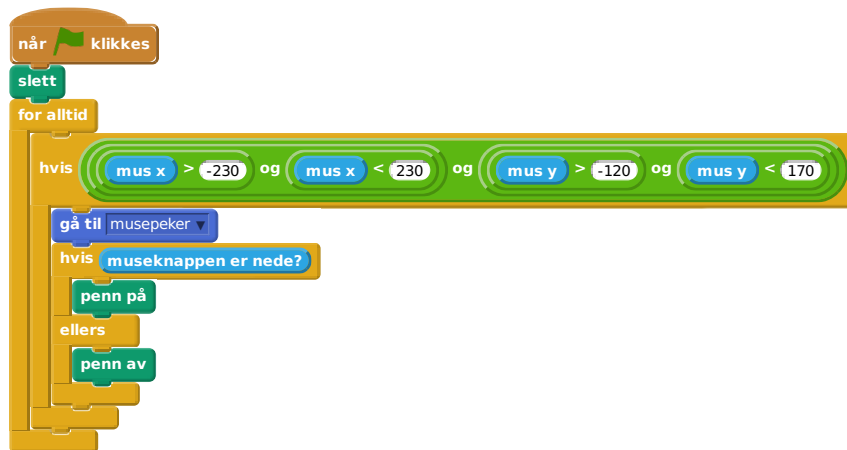 når klikkes
slett
for alltid
hvis mus x > -230 og mus x < 230 og mus y > -120 og mus y < 170
gå til musepeker ▾
hvis museknappen er nede?
penn på
ellers
penn av